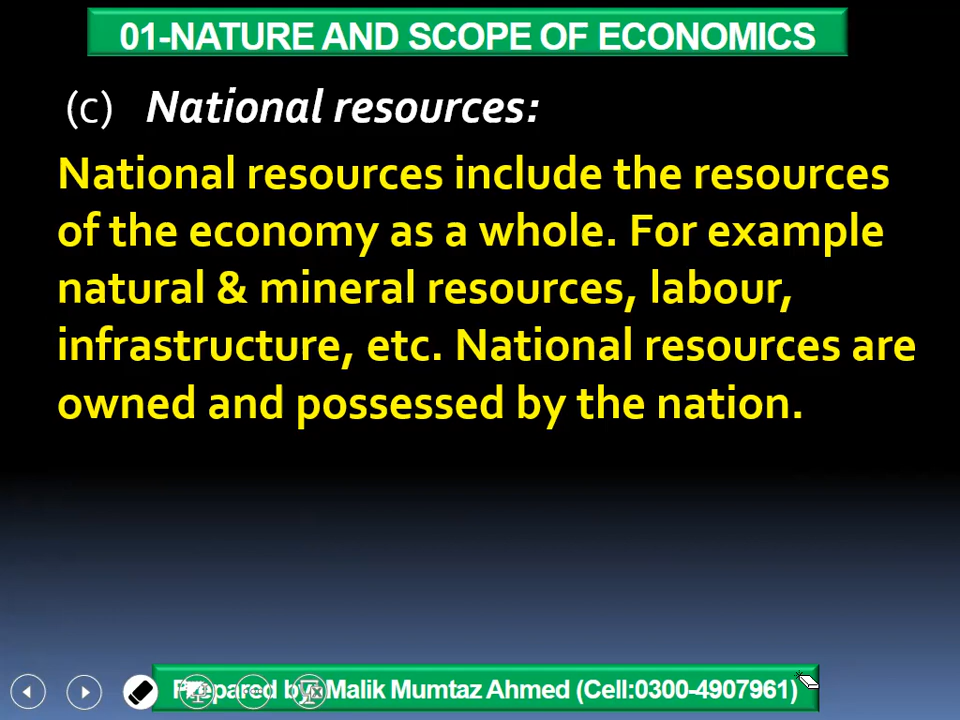 01-NATURE AND SCOPE OF ECONOMICS
(c) National resources:
National resources include the resources
of the economy as a whole. For example
natural & mineral resources, labour,
infrastructure, etc. National resources are
owned and possessed by the nation.
Prepared by: Malik Mumtaz Ahmed (Cell:0300-4907961)